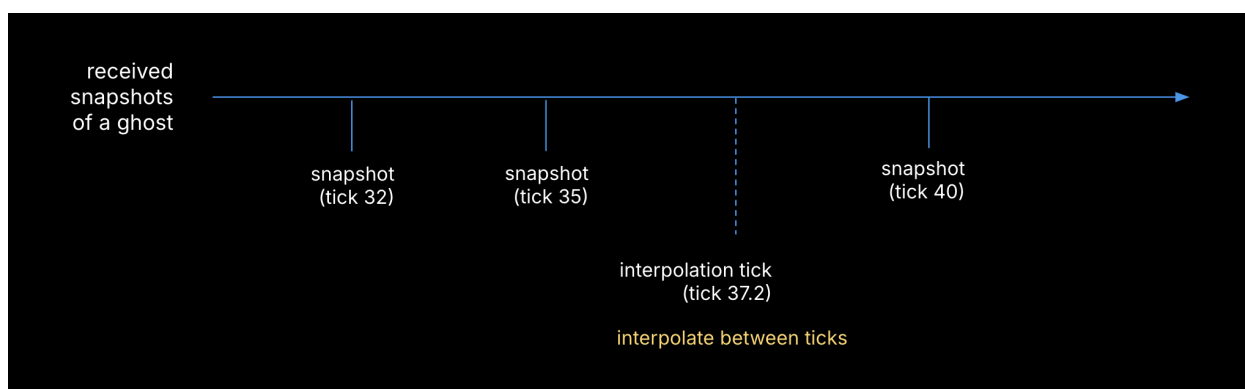 received
snapshots
of a ghost
snapshot
(tick 32)
snapshot
(tick 35)
snapshot
(tick 40)
interpolation tick
(tick 37.2)
interpolate between ticks